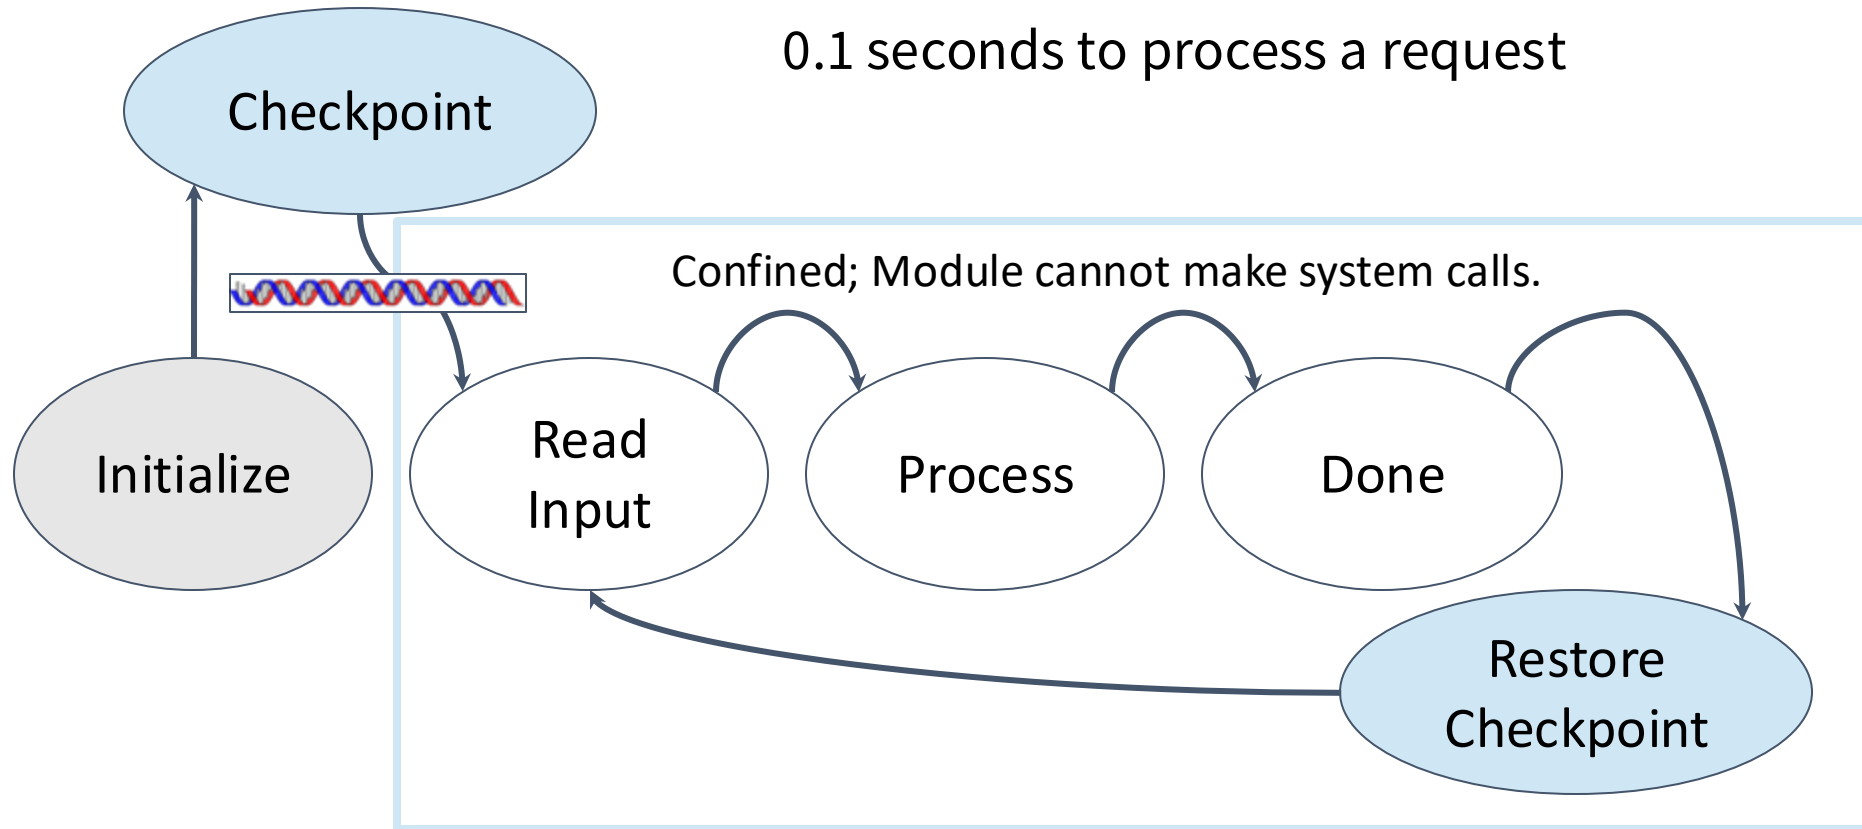 0.1 seconds to process a request
Checkpoint
Confined; Module cannot make system calls.
Initialize
Read
Input
Process
Done
Restore
Checkpoint